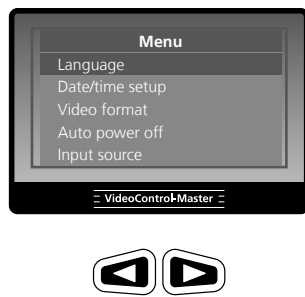 Menu
Language
Date/time setup
Video format
Auto power off
Input source
VideoControl-Master